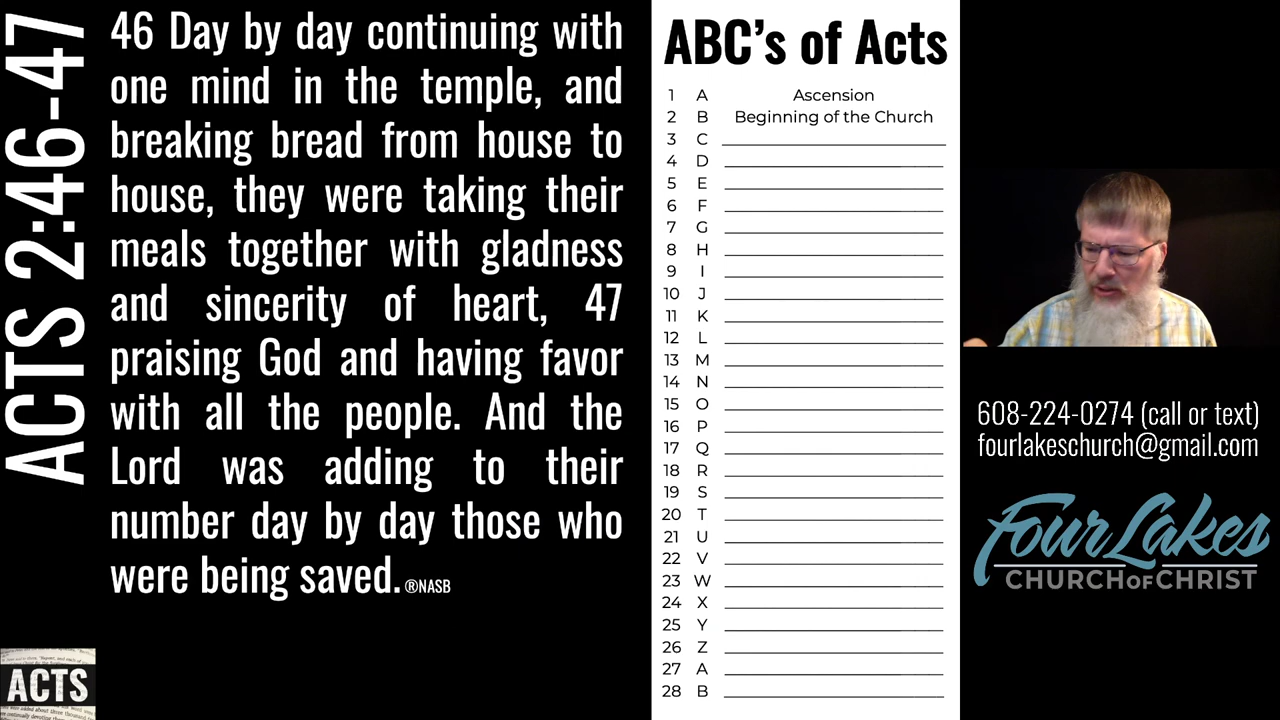 ACTS 2:46-47
46 Day by day continuing with
one mind in the temple, and
breaking bread from house to
house, they were taking their
meals together with gladness
and sincerity of heart, 47
praising God and having favor
with all the people. And the
Lord was adding to their
number day by day those who
were being saved. ®NASB
ACTS
ABC's of Acts
1 A Ascension
2 B Beginning of the Church
3 C
4 D
5 E
6 F
7 G
8 H
9 I
10 J
11 K
12 L
13 M
14 N
15 O
16 P
17 Q
18 R
19 S
20 T
21 U
22 V
23 W
24 X
25 Y
26 Z
27 A
28 B
608-224-0274 (call or text)
fourlakeschurch@gmail.com
Four Lakes
CHURCH OF CHRIST